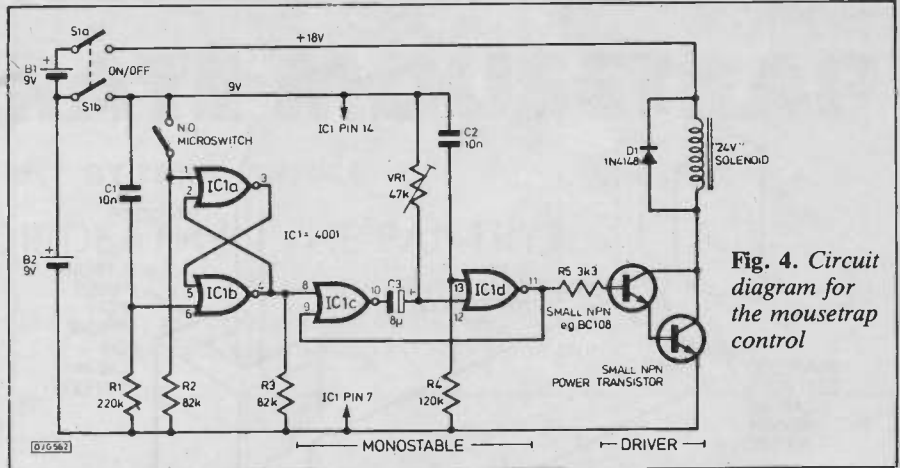 S1a
+18V
B1
9V
ON/OFF
S1b
9V
N.O.
MICROSWITCH
IC1 PIN 14
C2
10n
D1
1N4148
"24V"
SOLENOID
C1
10n
1
2
IC1a
3
VR1
47k
IC1 = 4001
B2
9V
5
6
IC1b
4
8
9
IC1c
10
C3
+
8µ
13
12
IC1d
11
R5 3k3
SMALL NPN
eg BC108
Fig. 4. Circuit
diagram for
the mousetrap
control
R1
220k
R2
82k
R3
82k
R4
120k
SMALL NPN
POWER TRANSISTOR
IC1 PIN 7
MONOSTABLE
DRIVER